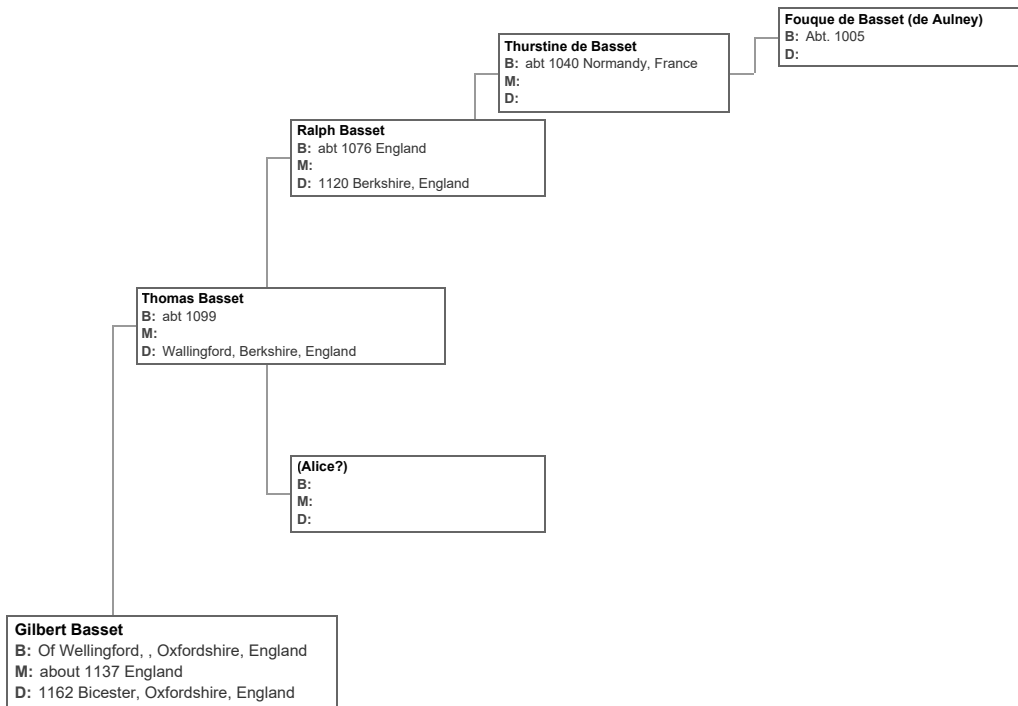 Fouque de Basset (de Aulney)
B: Abt. 1005
D:
Thurstine de Basset
B: abt 1040 Normandy, France
M:
D:
Ralph Basset
B: abt 1076 England
M:
D: 1120 Berkshire, England
Thomas Basset
B: abt 1099
M:
D: Wallingford, Berkshire, England
(Alice?)
B:
M:
D:
Gilbert Basset
B: Of Wellingford, , Oxfordshire, England
M: about 1137 England
D: 1162 Bicester, Oxfordshire, England